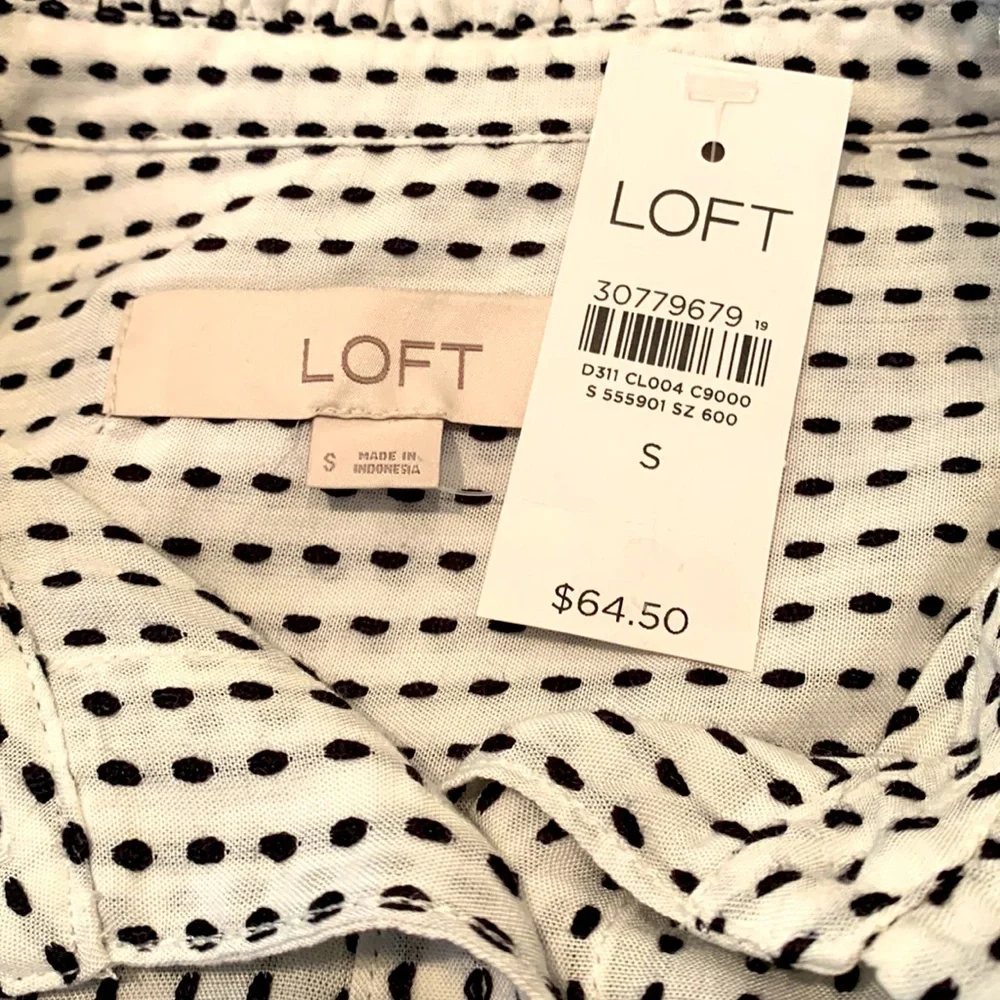 LOFT
S MADE IN
INDONESIA
LOFT
30779679 19
D311 CL004 C9000
S 555901 SZ 600
S
$64.50